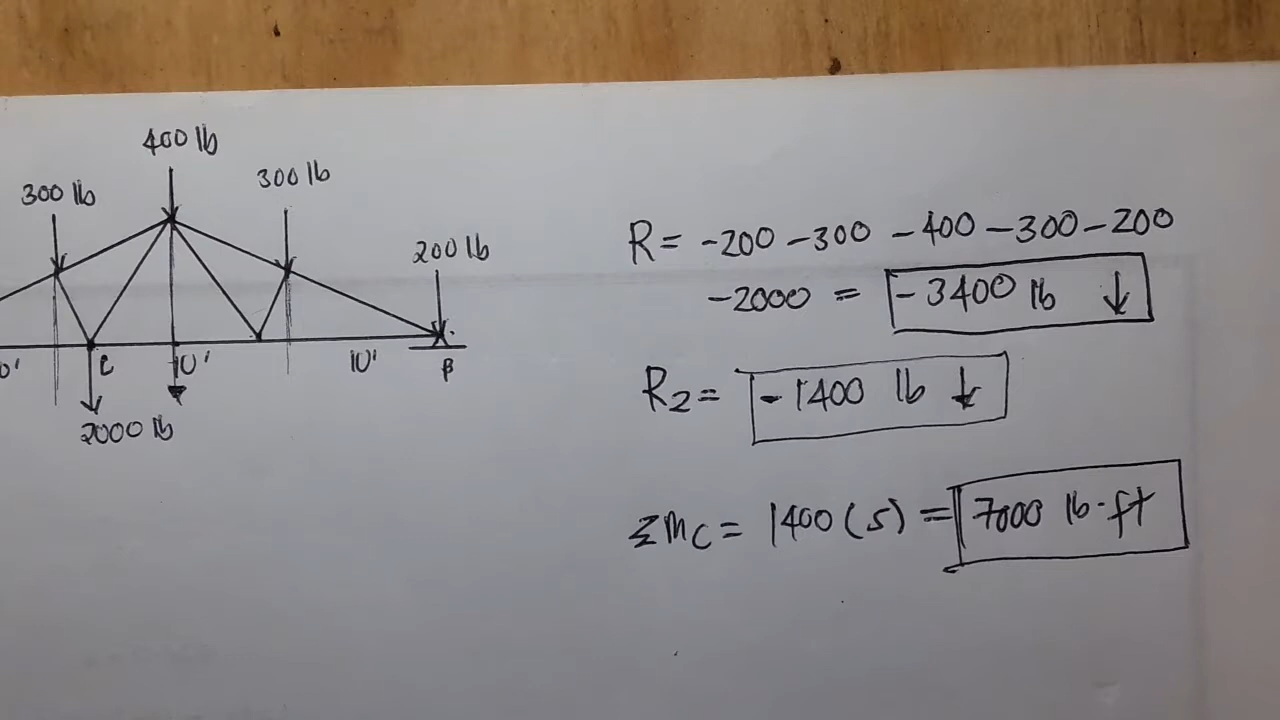 400 lb
300 lb
300 lb
200 lb
0'
C
10'
10'
B
2000 lb
R = -200 -300 -400 -300 -200
-2000 = -3400 lb ↓
R2 = -1400 lb ↓
ΣMC = 1400 (5) = 7000 lb·ft